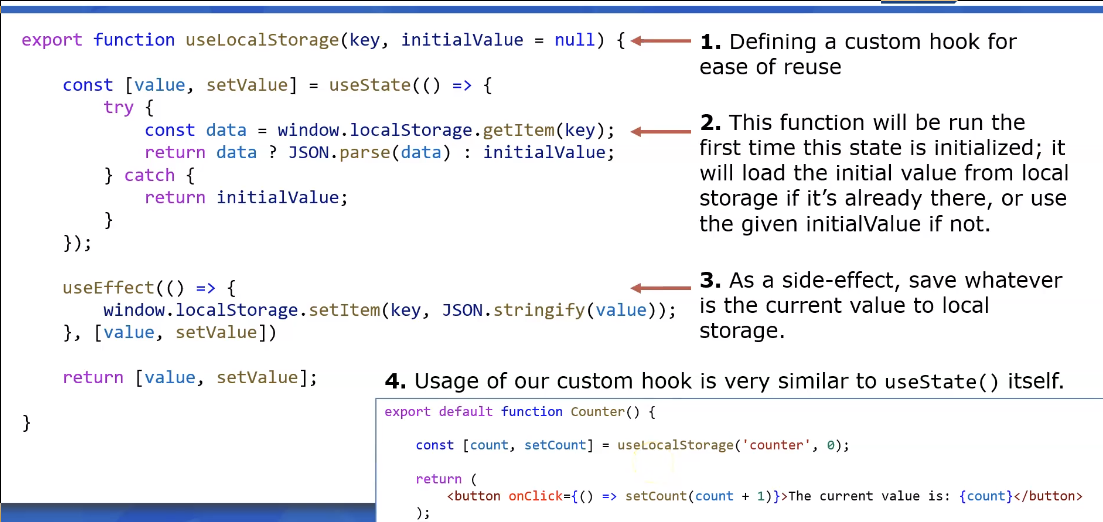 export function useLocalStorage(key, initialValue = null) {
const [value, setValue] = useState(() => {
try {
const data = window.localStorage.getItem(key);
return data ? JSON.parse(data) : initialValue;
} catch {
return initialValue;
}
});
useEffect(() => {
window.localStorage.setItem(key, JSON.stringify(value));
}, [value, setValue])
return [value, setValue];
}
1. Defining a custom hook for
ease of reuse
2. This function will be run the
first time this state is initialized; it
will load the initial value from local
storage if it’s already there, or use
the given initialValue if not.
3. As a side-effect, save whatever
is the current value to local
storage.
4. Usage of our custom hook is very similar to useState() itself.
export default function Counter() {
const [count, setCount] = useLocalStorage('counter', 0);
return (
<button onClick={() => setCount(count + 1)}>The current value is: {count}</button>
);